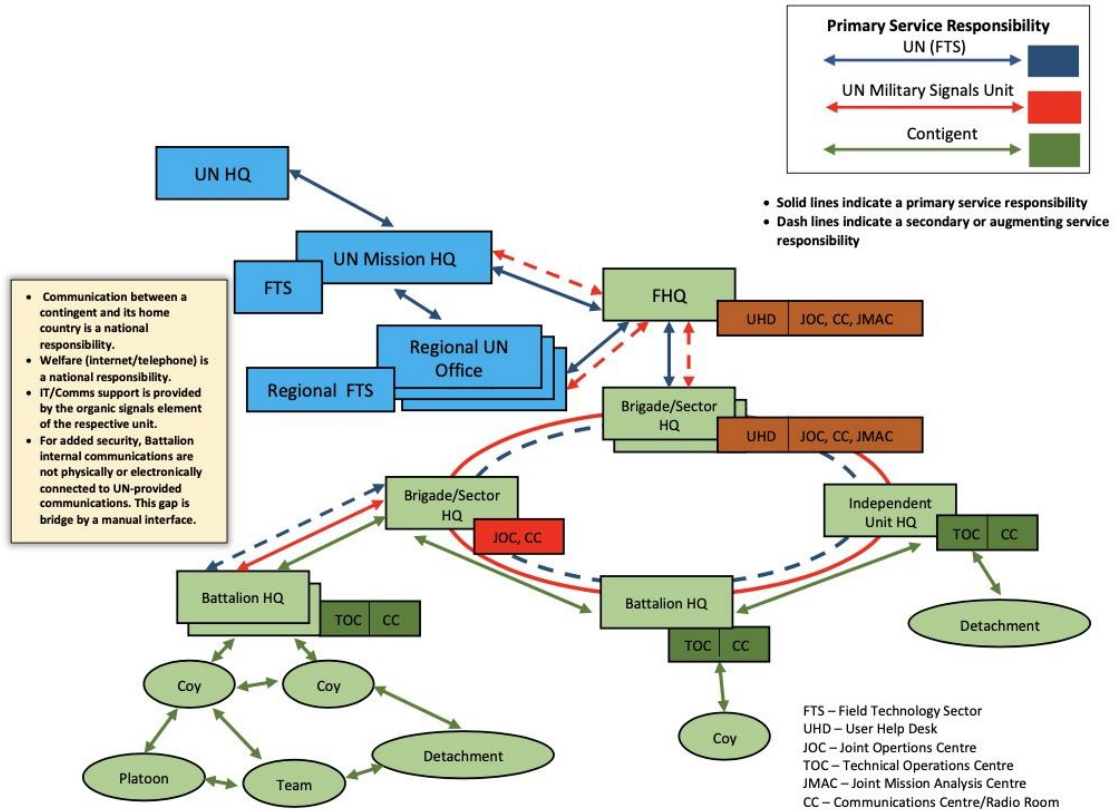 Primary Service Responsibility
UN (FTS)
UN Military Signals Unit
Contigent
• Solid lines indicate a primary service responsibility
• Dash lines indicate a secondary or augmenting service
responsibility
UN HQ
UN Mission HQ
FTS
FHQ
UHD
JOC, CC, JMAC
Regional UN
Office
Regional FTS
• Communication between a
contingent and its home
country is a national
responsibility.
• Welfare (internet/telephone) is
a national responsibility.
• IT/Comms support is provided
by the organic signals element
of the respective unit.
• For added security, Battalion
internal communications are
not physically or electronically
connected to UN-provided
communications. This gap is
bridge by a manual interface.
Brigade/Sector
HQ
UHD
JOC, CC, JMAC
Brigade/Sector
HQ
JOC, CC
Independent
Unit HQ
TOC
CC
Battalion HQ
TOC
CC
Battalion HQ
TOC
CC
Detachment
Coy
Coy
Coy
Detachment
Platoon
Team
FTS – Field Technology Sector
UHD – User Help Desk
JOC – Joint Opertions Centre
TOC – Technical Operations Centre
JMAC – Joint Mission Analysis Centre
CC – Communications Centre/Radio Room